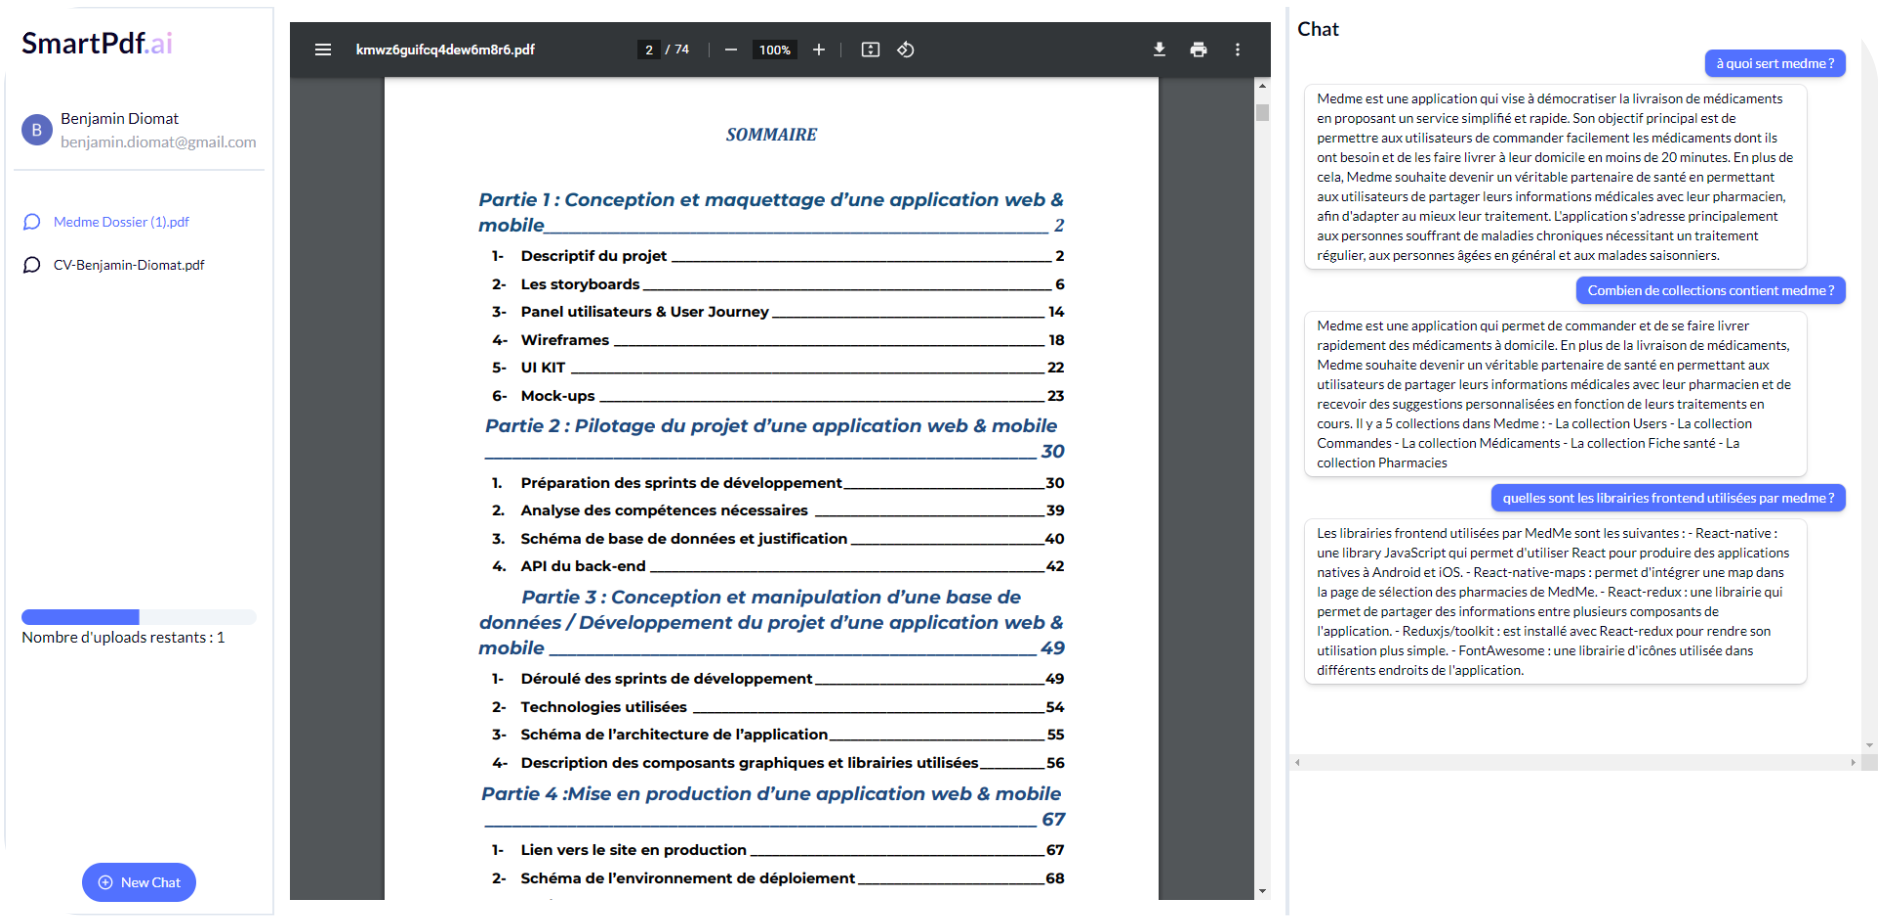 SmartPdf.ai
B
Benjamin Diomat
benjamin.diomat@gmail.com
Medme Dossier (1).pdf
CV-Benjamin-Diomat.pdf
Nombre d'uploads restants : 1
New Chat
kmwz6guifcq4dew6m8r6.pdf
2 / 74
100%
SOMMAIRE
Partie 1 : Conception et maquettage d'une application web &
mobile 2
1- Descriptif du projet 2
2- Les storyboards 6
3- Panel utilisateurs & User Journey 14
4- Wireframes 18
5- UI KIT 22
6- Mock-ups 23
Partie 2 : Pilotage du projet d'une application web & mobile
30
1. Préparation des sprints de développement 30
2. Analyse des compétences nécessaires 39
3. Schéma de base de données et justification 40
4. API du back-end 42
Partie 3 : Conception et manipulation d'une base de
données / Développement du projet d'une application web &
mobile 49
1- Déroulé des sprints de développement 49
2- Technologies utilisées 54
3- Schéma de l'architecture de l'application 55
4- Description des composants graphiques et librairies utilisées 56
Partie 4 :Mise en production d'une application web & mobile
67
1- Lien vers le site en production 67
2- Schéma de l'environnement de déploiement 68
Chat
à quoi sert medme ?
Medme est une application qui vise à démocratiser la livraison de médicaments
en proposant un service simplifié et rapide. Son objectif principal est de
permettre aux utilisateurs de commander facilement les médicaments dont ils
ont besoin et de les faire livrer à leur domicile en moins de 20 minutes. En plus de
cela, Medme souhaite devenir un véritable partenaire de santé en permettant
aux utilisateurs de partager leurs informations médicales avec leur pharmacien,
afin d'adapter au mieux leur traitement. L'application s'adresse principalement
aux personnes souffrant de maladies chroniques nécessitant un traitement
régulier, aux personnes âgées en général et aux malades saisonniers.
Combien de collections contient medme ?
Medme est une application qui permet de commander et de se faire livrer
rapidement des médicaments à domicile. En plus de la livraison de médicaments,
Medme souhaite devenir un véritable partenaire de santé en permettant aux
utilisateurs de partager leurs informations médicales avec leur pharmacien et de
recevoir des suggestions personnalisées en fonction de leurs traitements en
cours. Il y a 5 collections dans Medme : - La collection Users - La collection
Commandes - La collection Médicaments - La collection Fiche santé - La
collection Pharmacies
quelles sont les librairies frontend utilisées par medme ?
Les librairies frontend utilisées par MedMe sont les suivantes : - React-native :
une library JavaScript qui permet d'utiliser React pour produire des applications
natives à Android et iOS. - React-native-maps : permet d'intégrer une map dans
la page de sélection des pharmacies de MedMe. - React-redux : une librairie qui
permet de partager des informations entre plusieurs composants de
l'application. - Reduxjs/toolkit : est installé avec React-redux pour rendre son
utilisation plus simple. - FontAwesome : une librairie d'icônes utilisée dans
différents endroits de l'application.